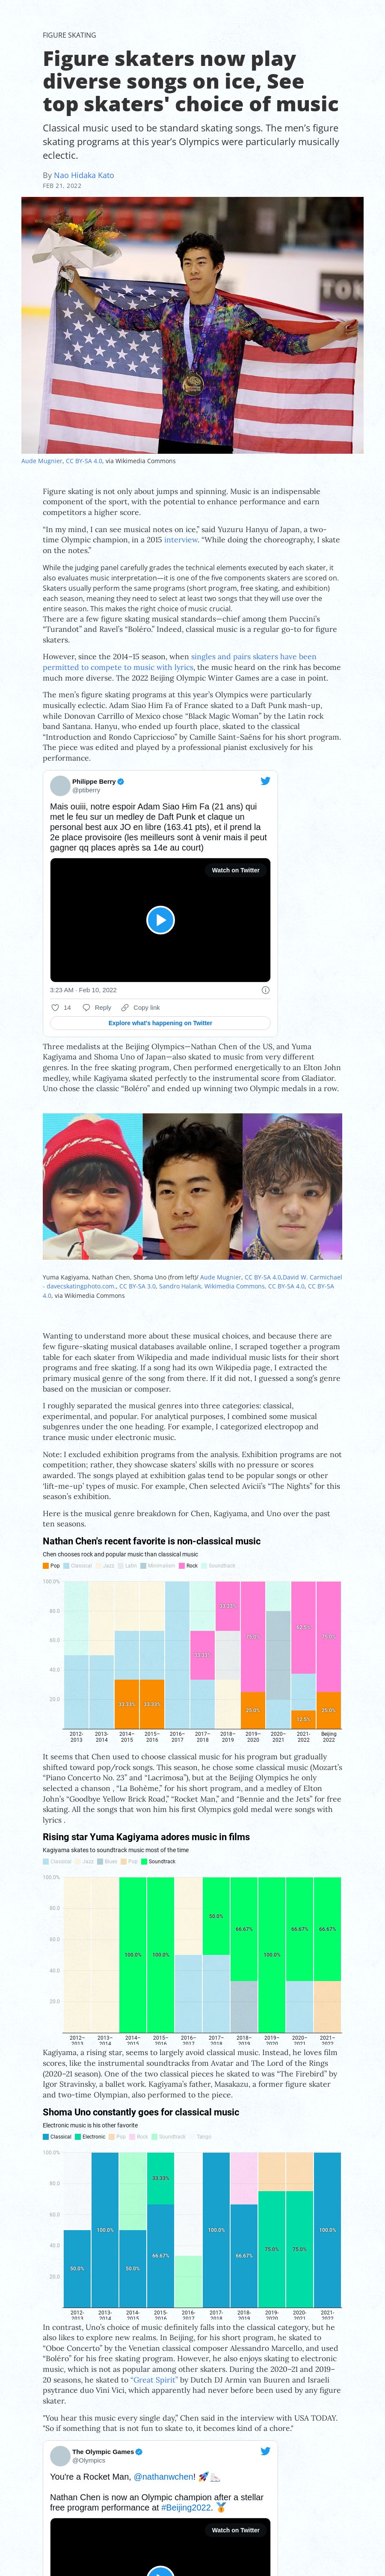 FIGURE SKATING
Figure skaters now play
diverse songs on ice, See
top skaters' choice of music
Classical music used to be standard skating songs. The men's figure
skating programs at this year's Olympics were particularly musically
eclectic.
By Nao Hidaka Kato
FEB 21, 2022
TOK
Aude Mugnier, CC BY-SA 4.0, via Wikimedia Commons
Figure skating is not only about jumps and spinning. Music is an indispensable
component of the sport, with the potential to enhance performance and earn
competitors a higher score.
“In my mind, I can see musical notes on ice,” said Yuzuru Hanyu of Japan, a two-
time Olympic champion, in a 2015 interview. “While doing the choreography, I skate
on the notes.”
While the judging panel carefully grades the technical elements executed by each skater, it
also evaluates music interpretation—it is one of the five components skaters are scored on.
Skaters usually perform the same programs (short program, free skating, and exhibition)
each season, meaning they need to select at least two songs that they will use over the
entire season. This makes the right choice of music crucial.
There are a few figure skating musical standards—chief among them Puccini’s
“Turandot” and Ravel’s “Boléro.” Indeed, classical music is a regular go-to for figure
skaters.
However, since the 2014–15 season, when singles and pairs skaters have been
permitted to compete to music with lyrics, the music heard on the rink has become
much more diverse. The 2022 Beijing Olympic Winter Games are a case in point.
The men’s figure skating programs at this year’s Olympics were particularly
musically eclectic. Adam Siao Him Fa of France skated to a Daft Punk mash-up,
while Donovan Carrillo of Mexico chose “Black Magic Woman” by the Latin rock
band Santana. Hanyu, who ended up fourth place, skated to the classical
“Introduction and Rondo Capriccioso” by Camille Saint-Saëns for his short program.
The piece was edited and played by a professional pianist exclusively for his
performance.
Philippe Berry
@ptiberry
Mais ouiii, notre espoir Adam Siao Him Fa (21 ans) qui
met le feu sur un medley de Daft Punk et claque un
personal best aux JO en libre (163.41 pts), et il prend la
2e place provisoire (les meilleurs sont à venir mais il peut
gagner qq places après sa 14e au court)
Watch on Twitter
3:23 AM · Feb 10, 2022
14 Reply Copy link
Explore what's happening on Twitter
Three medalists at the Beijing Olympics—Nathan Chen of the US, and Yuma
Kagiyama and Shoma Uno of Japan—also skated to music from very different
genres. In the free skating program, Chen performed energetically to an Elton John
medley, while Kagiyama skated perfectly to the instrumental score from Gladiator.
Uno chose the classic “Boléro” and ended up winning two Olympic medals in a row.
Yuma Kagiyama, Nathan Chen, Shoma Uno (from left)/ Aude Mugnier, CC BY-SA 4.0,David W. Carmichael
- davecskatingphoto.com., CC BY-SA 3.0, Sandro Halank, Wikimedia Commons, CC BY-SA 4.0, CC BY-SA
4.0, via Wikimedia Commons
Wanting to understand more about these musical choices, and because there are
few figure-skating musical databases available online, I scraped together a program
table for each skater from Wikipedia and made individual music lists for their short
programs and free skating. If a song had its own Wikipedia page, I extracted the
primary musical genre of the song from there. If it did not, I guessed a song’s genre
based on the musician or composer.
I roughly separated the musical genres into three categories: classical,
experimental, and popular. For analytical purposes, I combined some musical
subgenres under the one heading. For example, I categorized electropop and
trance music under electronic music.
Note: I excluded exhibition programs from the analysis. Exhibition programs are not
competition; rather, they showcase skaters’ skills with no pressure or scores
awarded. The songs played at exhibition galas tend to be popular songs or other
‘lift-me-up’ types of music. For example, Chen selected Avicii’s “The Nights” for this
season’s exhibition.
Here is the musical genre breakdown for Chen, Kagiyama, and Uno over the past
ten seasons.
Nathan Chen's recent favorite is non-classical music
Chen chooses rock and popular music than classical music
Pop Classical Jazz Latin Minimalism Rock Soundtrack
100.0%
80.0
60.0
40.0
20.0
33.33% 33.33% 33.33% 33.33% 75.0% 25.0% 62.5% 12.5% 75.0% 25.0%
2012- 2013- 2014– 2015– 2016– 2017– 2018– 2019– 2020– 2021- Beijing
2013 2014 2015 2016 2017 2018 2019 2020 2021 2022 2022
It seems that Chen used to choose classical music for his program but gradually
shifted toward pop/rock songs. This season, he chose some classical music (Mozart’s
“Piano Concerto No. 23” and “Lacrimosa”), but at the Beijing Olympics he only
selected a chanson , “La Bohème,” for his short program, and a medley of Elton
John’s “Goodbye Yellow Brick Road,” “Rocket Man,” and “Bennie and the Jets” for free
skating. All the songs that won him his first Olympic gold medal were songs with
lyrics .
Rising star Yuma Kagiyama adores music in films
Kagiyama skates to soundtrack music most of the time
Classical Jazz Blues Pop Soundtrack
100.0%
80.0
60.0
40.0
20.0
100.0% 100.0% 50.0% 66.67% 100.0% 66.67% 66.67%
2012– 2013– 2014– 2015– 2016– 2017– 2018– 2019– 2020– 2021–
2013 2014 2015 2016 2017 2018 2019 2020 2021 2022
Kagiyama, a rising star, seems to largely avoid classical music. Instead, he loves film
scores, like the instrumental soundtracks from Avatar and The Lord of the Rings
(2020–21 season). One of the two classical pieces he skated to was “The Firebird” by
Igor Stravinsky, a ballet work. Kagiyama’s father, Masakazu, a former figure skater
and two-time Olympian, also performed to the piece.
Shoma Uno constantly goes for classical music
Electronic music is his other favorite
Classical Electronic Pop Rock Soundtrack Tango
100.0%
80.0
60.0
40.0
20.0
50.0% 100.0% 50.0% 33.33% 66.67% 100.0% 66.67% 75.0% 75.0% 100.0%
2012- 2013- 2014- 2015- 2016- 2017- 2018- 2019- 2020- 2021-
2013 2014 2015 2016 2017 2018 2019 2020 2021 2022
In contrast, Uno’s choice of music definitely falls into the classical category, but he
also likes to explore new realms. In Beijing, for his short program, he skated to
“Oboe Concerto” by the Venetian classical composer Alessandro Marcello, and used
“Boléro” for his free skating program. However, he also enjoys skating to electronic
music, which is not as popular among other skaters. During the 2020–21 and 2019–
20 seasons, he skated to “Great Spirit” by Dutch DJ Armin van Buuren and Israeli
psytrance duo Vini Vici, which apparently had never before been used by any figure
skater.
“You hear this music every single day,” Chen said in the interview with USA TODAY.
“So if something that is not fun to skate to, it becomes kind of a chore."
The Olympic Games
@Olympics
You're a Rocket Man, @nathanwchen! 🚀⛸️
Nathan Chen is now an Olympic champion after a stellar
free program performance at #Beijing2022. 🥇
Watch on Twitter